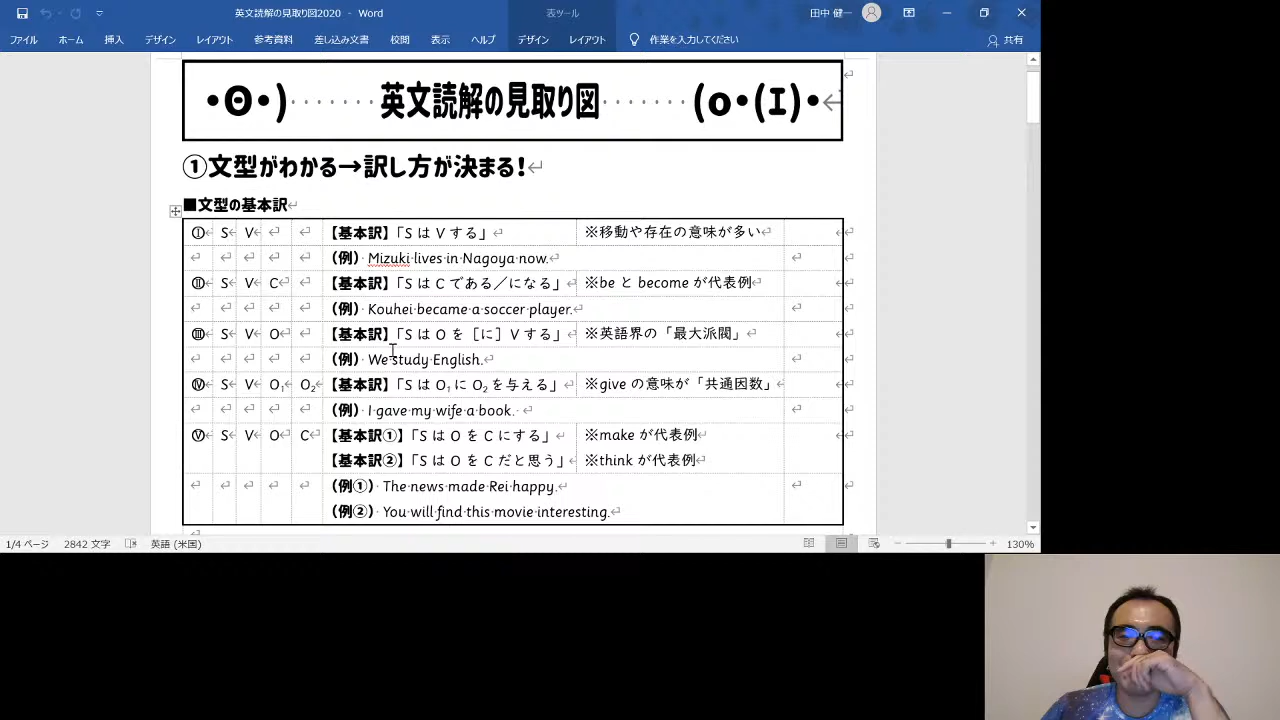 英文読解の見取り図2020 - Word 表ツール 田中 健一
ファイル ホーム 挿入 デザイン レイアウト 参考資料 差し込み文書 校閲 表示 ヘルプ デザイン レイアウト 作業を入力してください 共有
•Θ•)·······英文読解の見取り図·······(o•(I)•↵
①文型がわかる→訳し方が決まる!↵
■文型の基本訳↵
Ⓘ S V 【基本訳】「S は V する」 ※移動や存在の意味が多い
(例) Mizuki lives in Nagoya now.
Ⅱ S V C 【基本訳】「S は C である／になる」 ※be と become が代表例
(例) Kouhei became a soccer player.
Ⅲ S V O 【基本訳】「S は O を［に］V する」 ※英語界の「最大派閥」
(例) We study English.
Ⅳ S V O₁ O₂ 【基本訳】「S は O₁ に O₂ を与える」 ※give の意味が「共通因数」
(例) I gave my wife a book.
Ⓥ S V O C 【基本訳①】「S は O を C にする」 ※make が代表例
【基本訳②】「S は O を C だと思う」 ※think が代表例
(例①) The news made Rei happy.
(例②) You will find this movie interesting.
1/4 ページ 2842 文字 英語 (米国) 130%